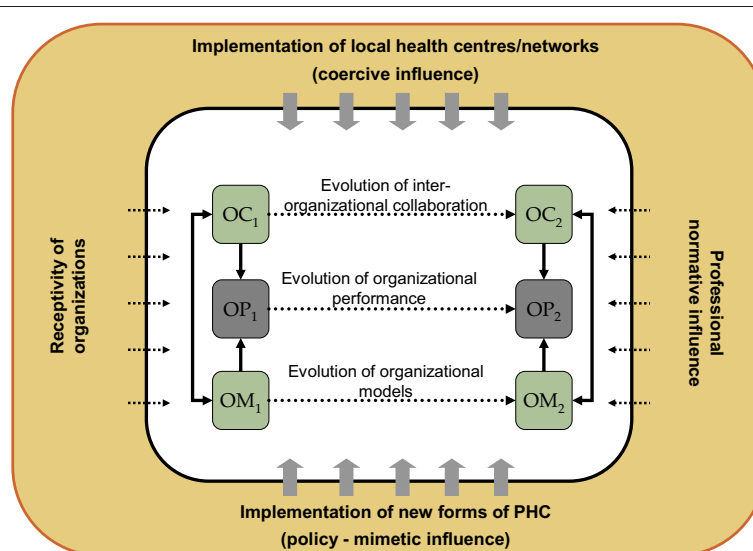 Implementation of local health centres/networks
(coercive influence)
Receptivity of
organizations
OC1
Evolution of inter-
organizational collaboration
OC2
OP1
Evolution of organizational
performance
OP2
OM1
Evolution of organizational
models
OM2
Professional
normative influence
Implementation of new forms of PHC
(policy - mimetic influence)